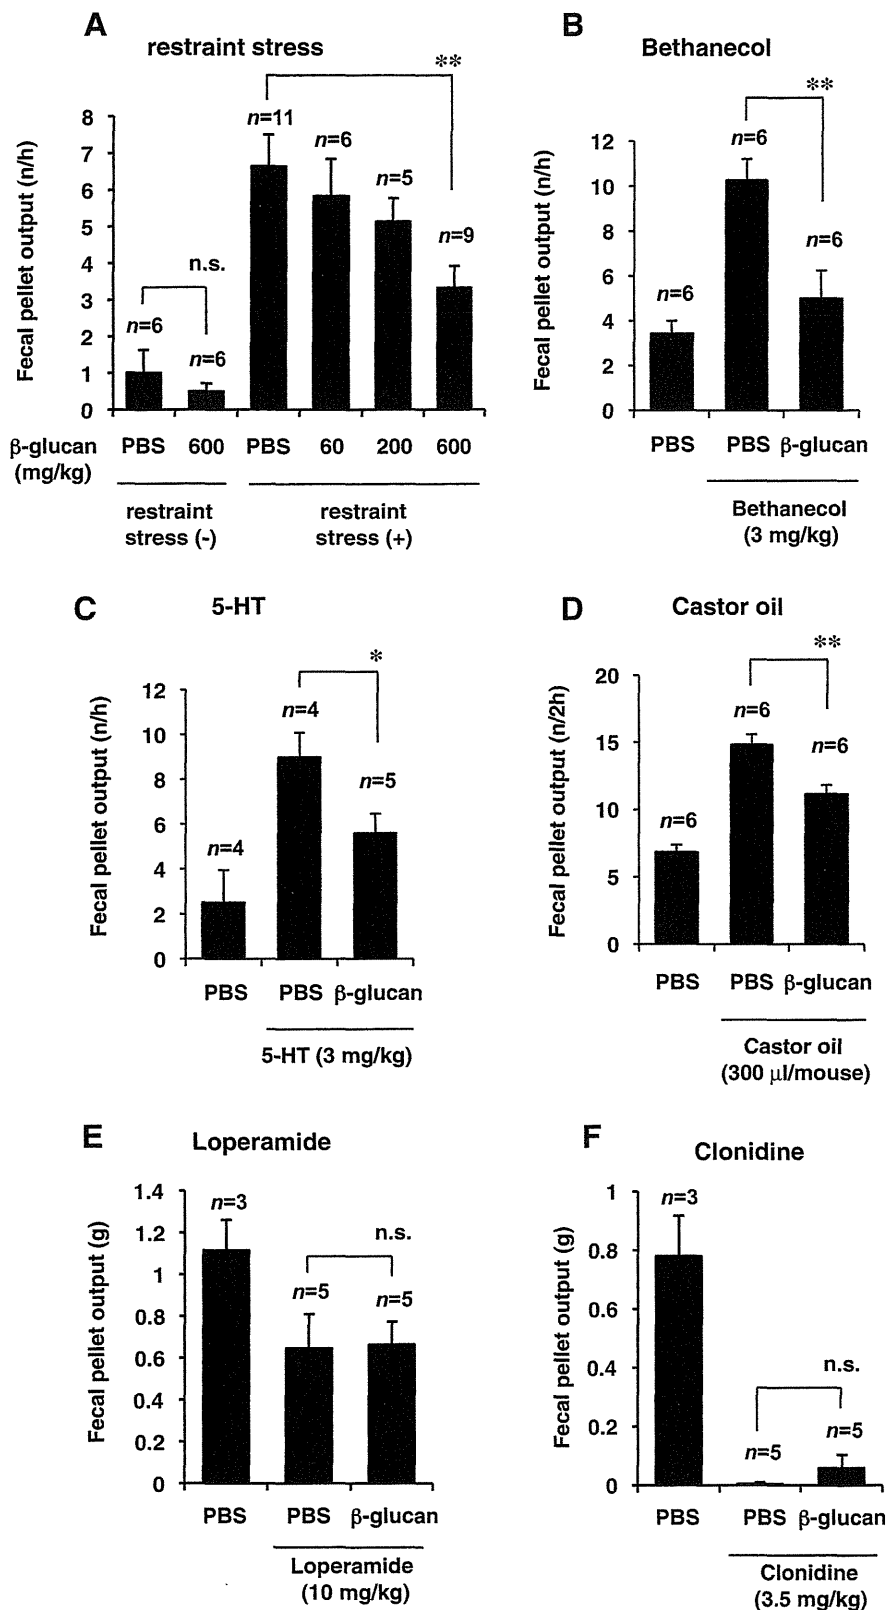 A
restraint stress
**
n=11
n=6
n=5
n=9
n.s.
n=6
n=6
Fecal pellet output (n/h)
8
7
6
5
4
3
2
1
0
β-glucan
(mg/kg)
PBS 600 PBS 60 200 600
restraint
stress (-)
restraint
stress (+)
B
Bethanecol
**
n=6
n=6
n=6
Fecal pellet output (n/h)
12
10
8
6
4
2
0
PBS PBS β-glucan
Bethanecol
(3 mg/kg)
C
5-HT
*
n=4
n=5
n=4
Fecal pellet output (n/h)
12
10
8
6
4
2
0
PBS PBS β-glucan
5-HT (3 mg/kg)
D
Castor oil
**
n=6
n=6
n=6
Fecal pellet output (n/2h)
20
15
10
5
0
PBS PBS β-glucan
Castor oil
(300 μl/mouse)
E
Loperamide
n=3
n.s.
n=5
n=5
Fecal pellet output (g)
1.4
1.2
1
0.8
0.6
0.4
0.2
0
PBS PBS β-glucan
Loperamide
(10 mg/kg)
F
Clonidine
n=3
n.s.
n=5
n=5
Fecal pellet output (g)
1
0.8
0.6
0.4
0.2
0
PBS PBS β-glucan
Clonidine
(3.5 mg/kg)